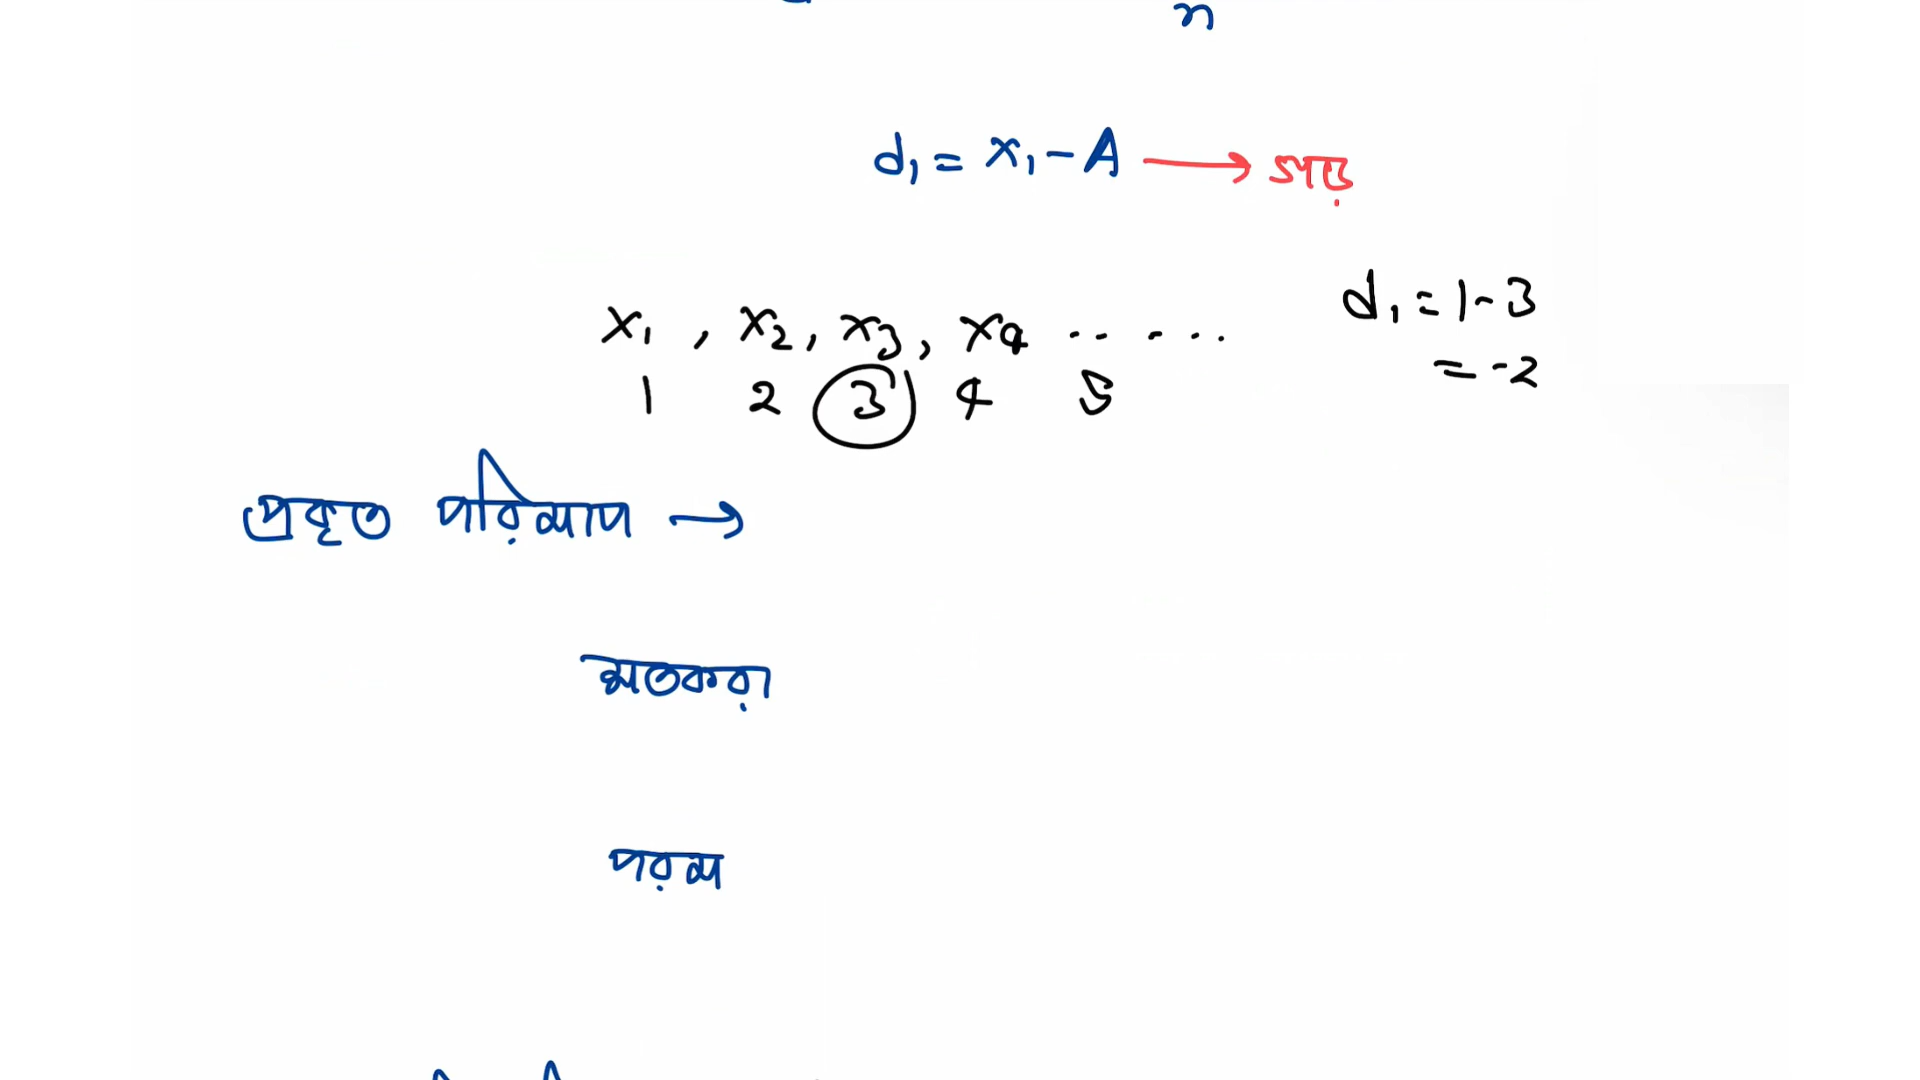 n
d₁ = x₁ - A → গড়
x₁ , x₂, x₃, x₄ .. . ...
1 2 3 4 5
d₁ = 1 - 3
= -2
প্রকৃত পরিমাপ →
শতকরা
পরম